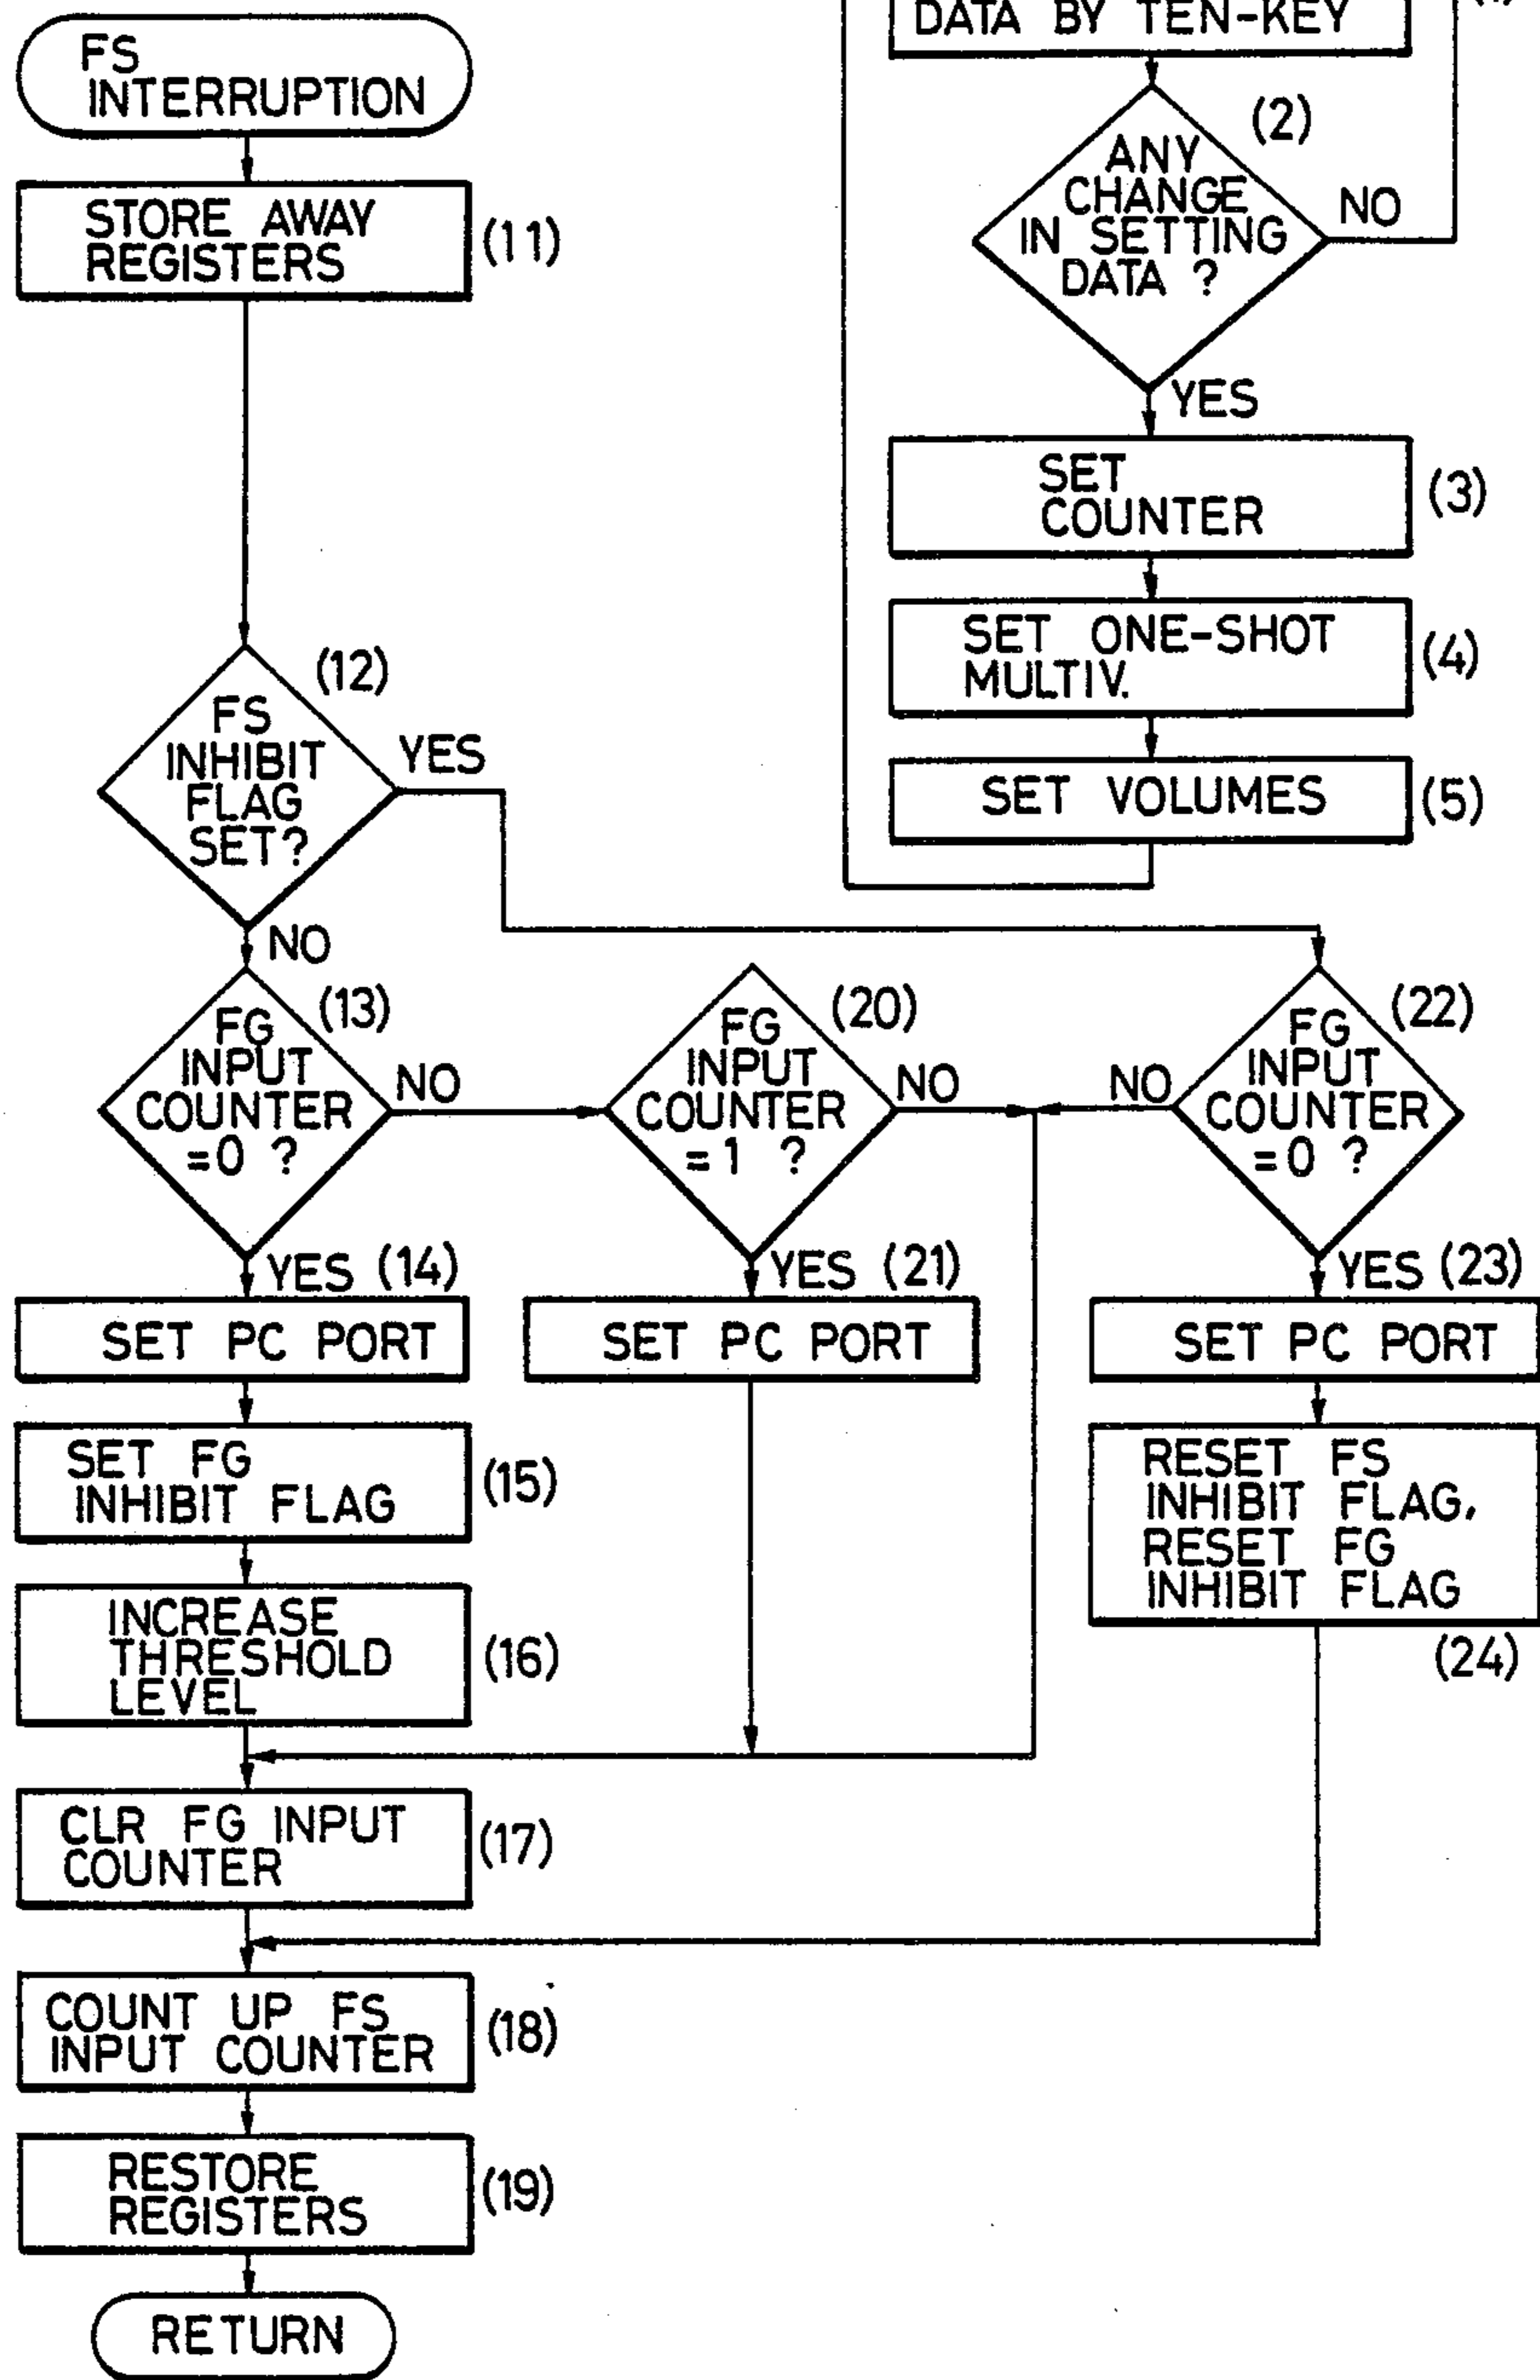 FS
INTERRUPTION
STORE AWAY
REGISTERS
(11)
(12)
FS
INHIBIT
FLAG
SET?
YES
NO
DATA BY TEN-KEY
(2)
ANY
CHANGE
IN SETTING
DATA ?
NO
YES
SET
COUNTER
(3)
SET ONE-SHOT
MULTIV.
(4)
SET VOLUMES
(5)
(13)
FG
INPUT
COUNTER
=0 ?
NO
(20)
FG
INPUT
COUNTER
=1 ?
NO
(22)
FG
INPUT
COUNTER
=0 ?
NO
YES (14)
SET PC PORT
YES (21)
SET PC PORT
YES (23)
SET PC PORT
SET FG
INHIBIT FLAG
(15)
RESET FS
INHIBIT FLAG,
RESET FG
INHIBIT FLAG
(24)
INCREASE
THRESHOLD
LEVEL
(16)
CLR FG INPUT
COUNTER
(17)
COUNT UP FS
INPUT COUNTER
(18)
RESTORE
REGISTERS
(19)
RETURN